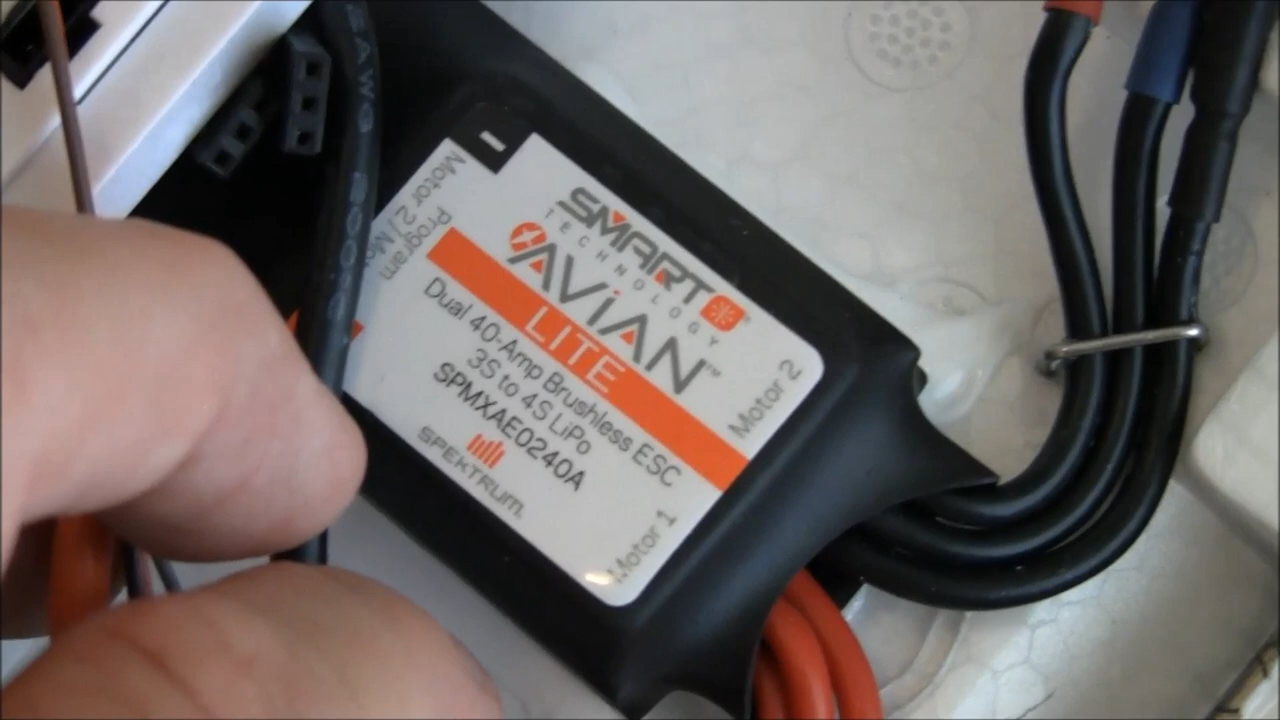 SMART
TECHNOLOGY
AViAN™
LITE
Dual 40-Amp Brushless ESC
3S to 4S LiPo
SPMXAE0240A
SPEKTRUM
Motor 2
Motor 1
Motor 2 |
Program